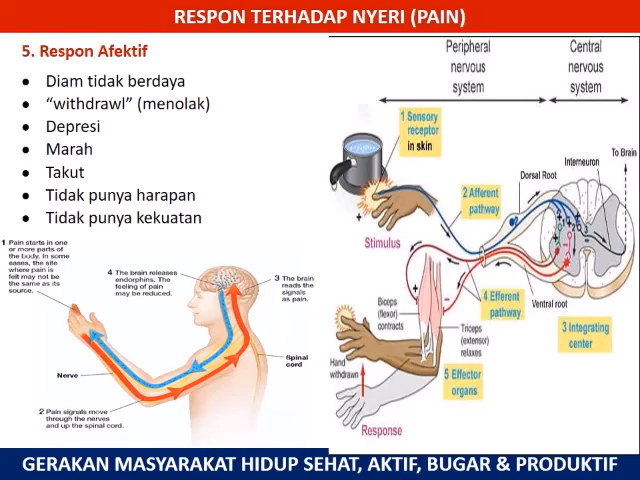 RESPON TERHADAP NYERI (PAIN)
5. Respon Afektif
• Diam tidak berdaya
• “withdrawl” (menolak)
• Depresi
• Marah
• Takut
• Tidak punya harapan
• Tidak punya kekuatan
1 Pain starts in one
or more parts of
the body. In some
cases, the site
where pain is
felt may not be
the same as its
source.
4 The brain releases
endorphins. The
feeling of pain
may be reduced.
3 The brain
reads the
signals
as pain.
Spinal
cord
Nerve
2 Pain signals move
through the nerves
and up the spinal cord.
Peripheral
nervous
system
Central
nervous
system
1 Sensory
receptor
in skin
To Brain
Interneuron
Dorsal Root
2 Afferent
pathway
Stimulus
4 Efferent
pathway
Ventral root
Biceps
(flexor)
contracts
Triceps
(extensor)
relaxes
3 Integrating
center
Hand
withdrawn
5 Effector
organs
Response
GERAKAN MASYARAKAT HIDUP SEHAT, AKTIF, BUGAR & PRODUKTIF